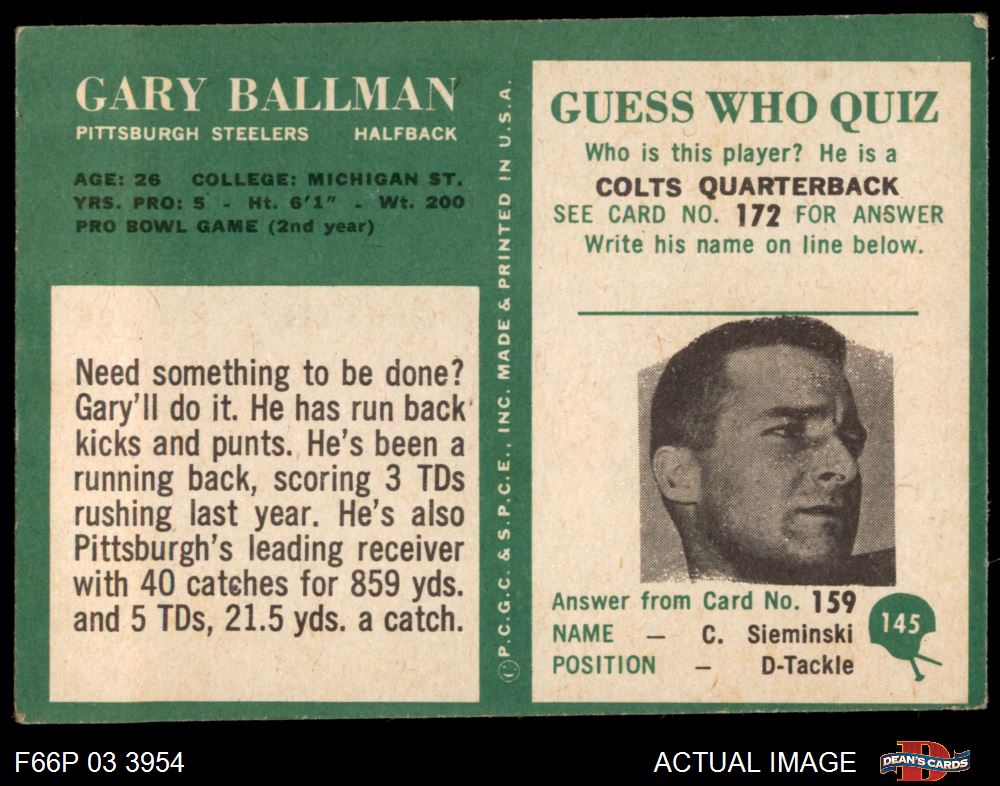 GARY BALLMAN
PITTSBURGH STEELERS HALFBACK
AGE: 26 COLLEGE: MICHIGAN ST.
YRS. PRO: 5 - Ht. 6'1" - Wt. 200
PRO BOWL GAME (2nd year)
Need something to be done?
Gary'll do it. He has run back
kicks and punts. He's been a
running back, scoring 3 TDs
rushing last year. He's also
Pittsburgh's leading receiver
with 40 catches for 859 yds.
and 5 TDs, 21.5 yds. a catch.
©P.C.G.C. & S.P.C.E., INC. MADE & PRINTED IN U.S.A.
GUESS WHO QUIZ
Who is this player? He is a
COLTS QUARTERBACK
SEE CARD NO. 172 FOR ANSWER
Write his name on line below.
Answer from Card No. 159
NAME – C. Sieminski
POSITION – D-Tackle
145
F66P 03 3954
ACTUAL IMAGE
D
DEAN'S CARDS